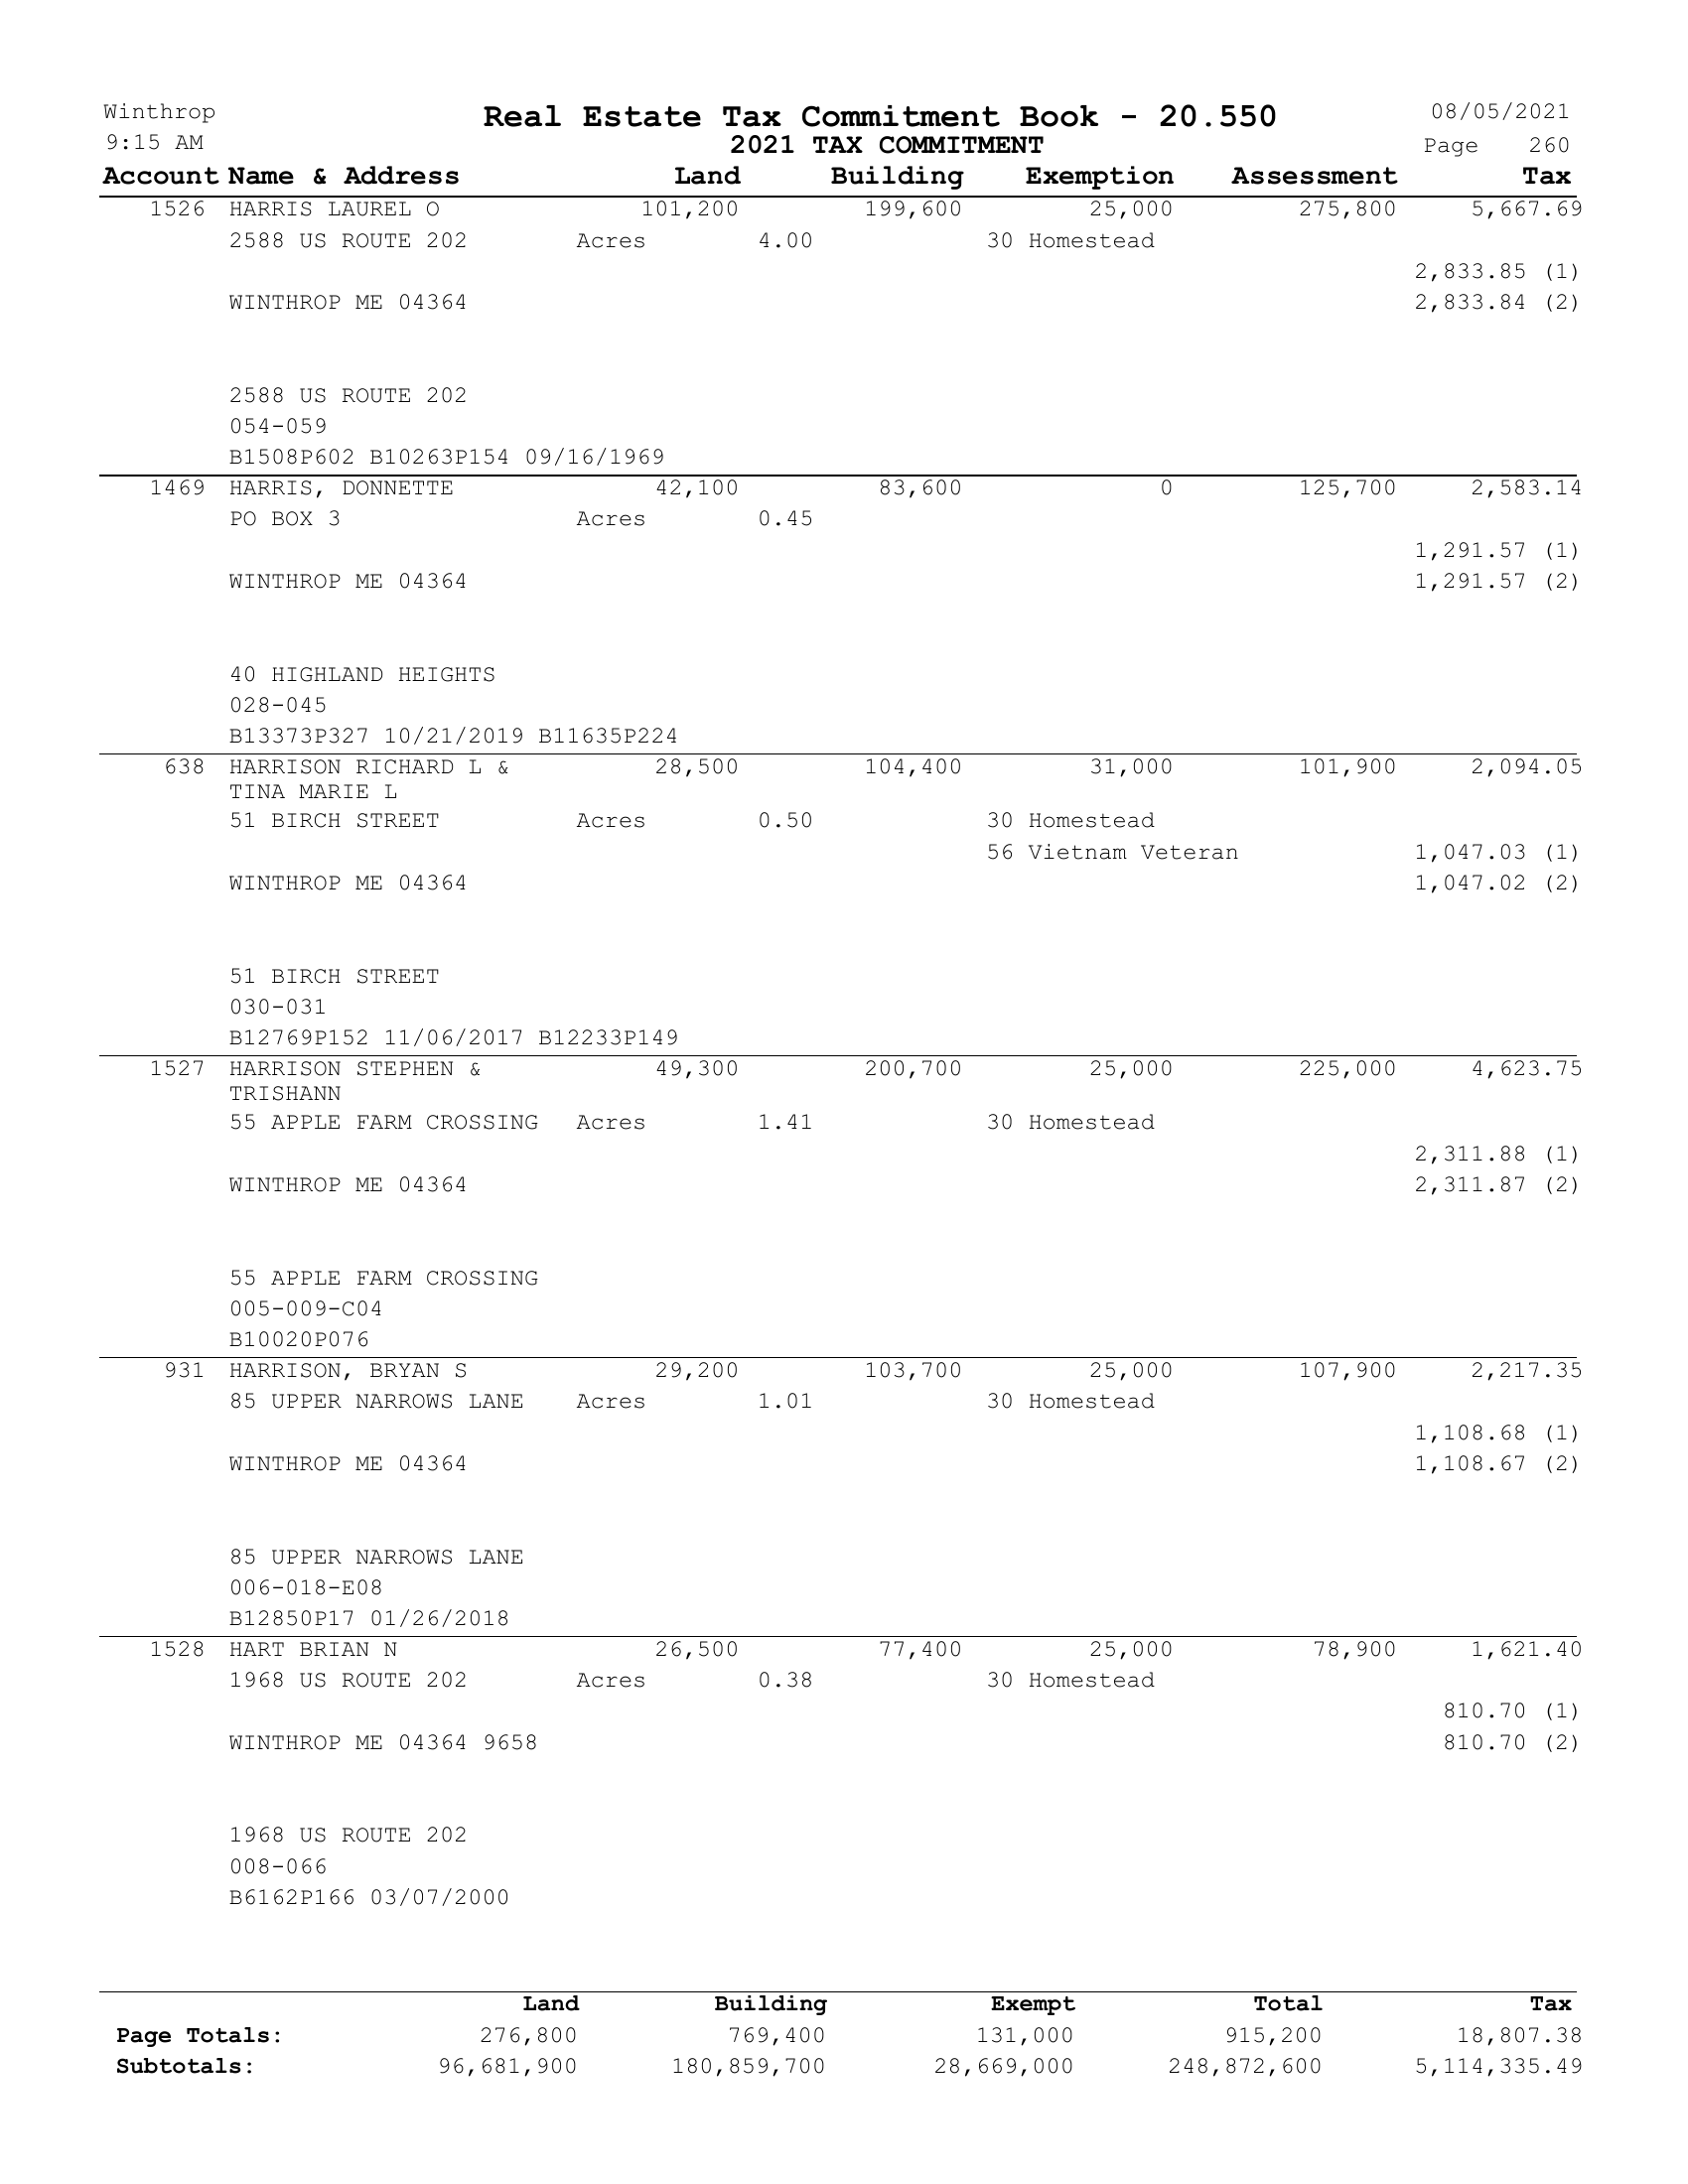 Winthrop Real Estate Tax Commitment Book - 20.550 08/05/2021
9:15 AM 2021 TAX COMMITMENT Page 260
Account Name & Address Land Building Exemption Assessment Tax
1526 HARRIS LAUREL O 101,200 199,600 25,000 275,800 5,667.69
2588 US ROUTE 202 Acres 4.00 30 Homestead
2,833.85 (1)
WINTHROP ME 04364 2,833.84 (2)
2588 US ROUTE 202
054-059
B1508P602 B10263P154 09/16/1969
1469 HARRIS, DONNETTE 42,100 83,600 0 125,700 2,583.14
PO BOX 3 Acres 0.45
1,291.57 (1)
WINTHROP ME 04364 1,291.57 (2)
40 HIGHLAND HEIGHTS
028-045
B13373P327 10/21/2019 B11635P224
638 HARRISON RICHARD L & 28,500 104,400 31,000 101,900 2,094.05
TINA MARIE L
51 BIRCH STREET Acres 0.50 30 Homestead
56 Vietnam Veteran 1,047.03 (1)
WINTHROP ME 04364 1,047.02 (2)
51 BIRCH STREET
030-031
B12769P152 11/06/2017 B12233P149
1527 HARRISON STEPHEN & 49,300 200,700 25,000 225,000 4,623.75
TRISHANN
55 APPLE FARM CROSSING Acres 1.41 30 Homestead
2,311.88 (1)
WINTHROP ME 04364 2,311.87 (2)
55 APPLE FARM CROSSING
005-009-C04
B10020P076
931 HARRISON, BRYAN S 29,200 103,700 25,000 107,900 2,217.35
85 UPPER NARROWS LANE Acres 1.01 30 Homestead
1,108.68 (1)
WINTHROP ME 04364 1,108.67 (2)
85 UPPER NARROWS LANE
006-018-E08
B12850P17 01/26/2018
1528 HART BRIAN N 26,500 77,400 25,000 78,900 1,621.40
1968 US ROUTE 202 Acres 0.38 30 Homestead
810.70 (1)
WINTHROP ME 04364 9658 810.70 (2)
1968 US ROUTE 202
008-066
B6162P166 03/07/2000
Land Building Exempt Total Tax
Page Totals: 276,800 769,400 131,000 915,200 18,807.38
Subtotals: 96,681,900 180,859,700 28,669,000 248,872,600 5,114,335.49